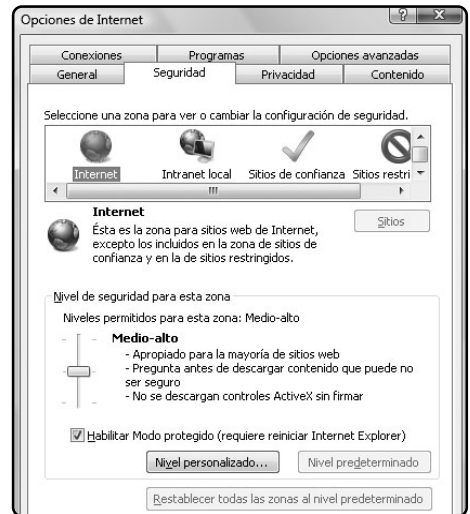 Opciones de Internet
Conexiones Programas Opciones avanzadas
General Seguridad Privacidad Contenido
Seleccione una zona para ver o cambiar la configuración de seguridad.
Internet Intranet local Sitios de confianza Sitios restri
Internet
Ésta es la zona para sitios web de Internet,
excepto los incluidos en la zona de sitios de
confianza y en la de sitios restringidos.
Sitios
Nivel de seguridad para esta zona
Niveles permitidos para esta zona: Medio-alto
Medio-alto
- Apropiado para la mayoría de sitios web
- Pregunta antes de descargar contenido que puede no
ser seguro
- No se descargan controles ActiveX sin firmar
Habilitar Modo protegido (requiere reiniciar Internet Explorer)
Nivel personalizado... Nivel predeterminado
Restablecer todas las zonas al nivel predeterminado